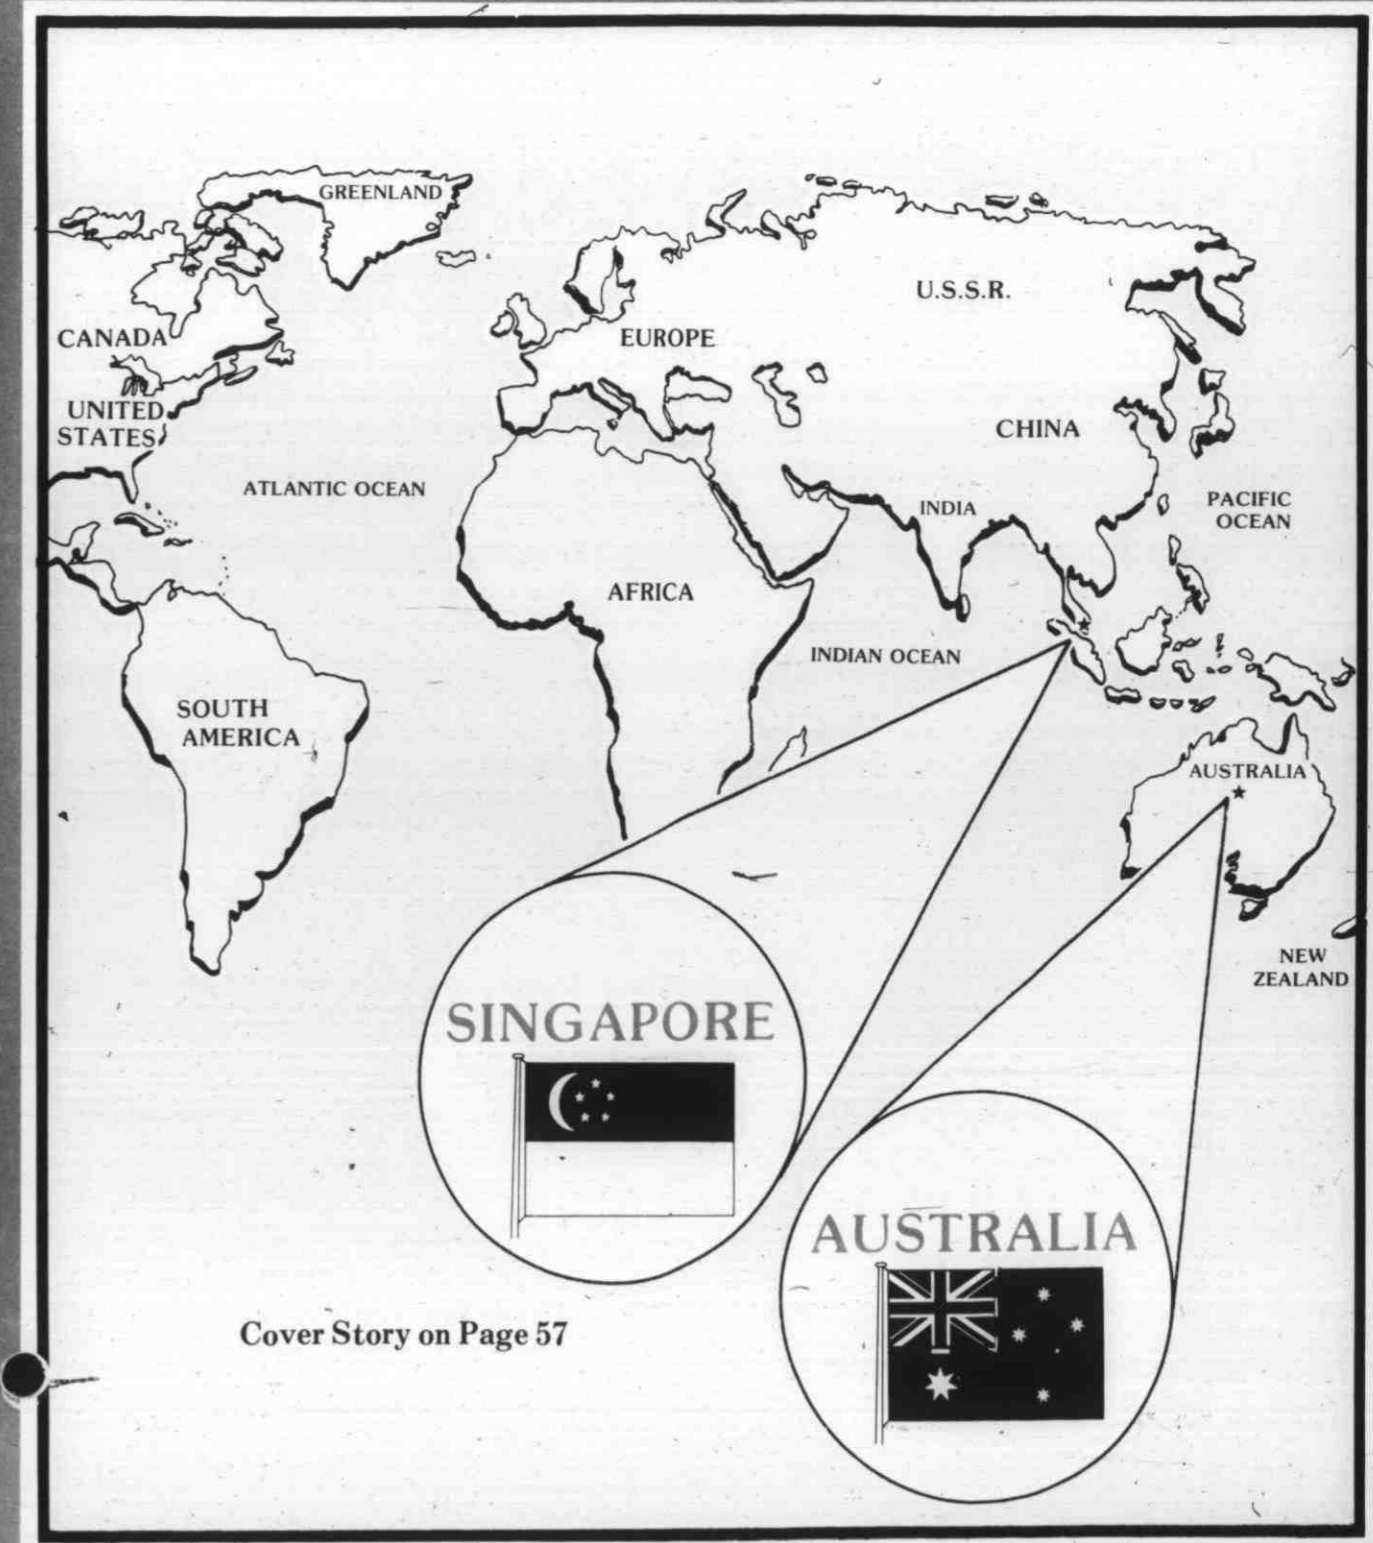 GREENLAND
U.S.S.R.
CANADA
EUROPE
UNITED
STATES
CHINA
ATLANTIC OCEAN
INDIA
PACIFIC
OCEAN
AFRICA
INDIAN OCEAN
SOUTH
AMERICA
AUSTRALIA
NEW
ZEALAND
SINGAPORE
AUSTRALIA
Cover Story on Page 57